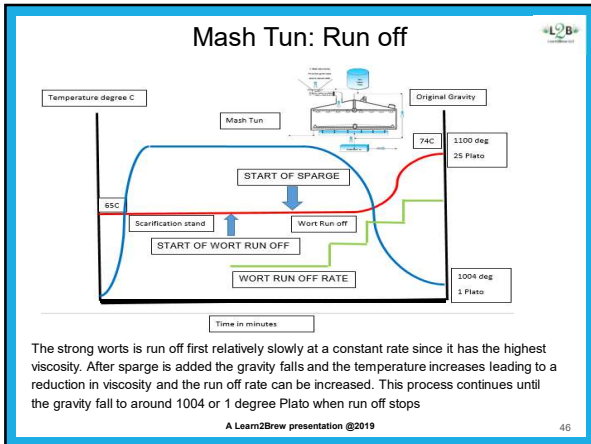 Mash Tun: Run off
L2B
Temperature degree C
Original Gravity
Mash Tun
74C
1100 deg
25 Plato
START OF SPARGE
65C
Scarification stand
Wort Run off
START OF WORT RUN OFF
WORT RUN OFF RATE
1004 deg
1 Plato
Time in minutes
The strong worts is run off first relatively slowly at a constant rate since it has the highest
viscosity. After sparge is added the gravity falls and the temperature increases leading to a
reduction in viscosity and the run off rate can be increased. This process continues until
the gravity fall to around 1004 or 1 degree Plato when run off stops
A Learn2Brew presentation @2019
46